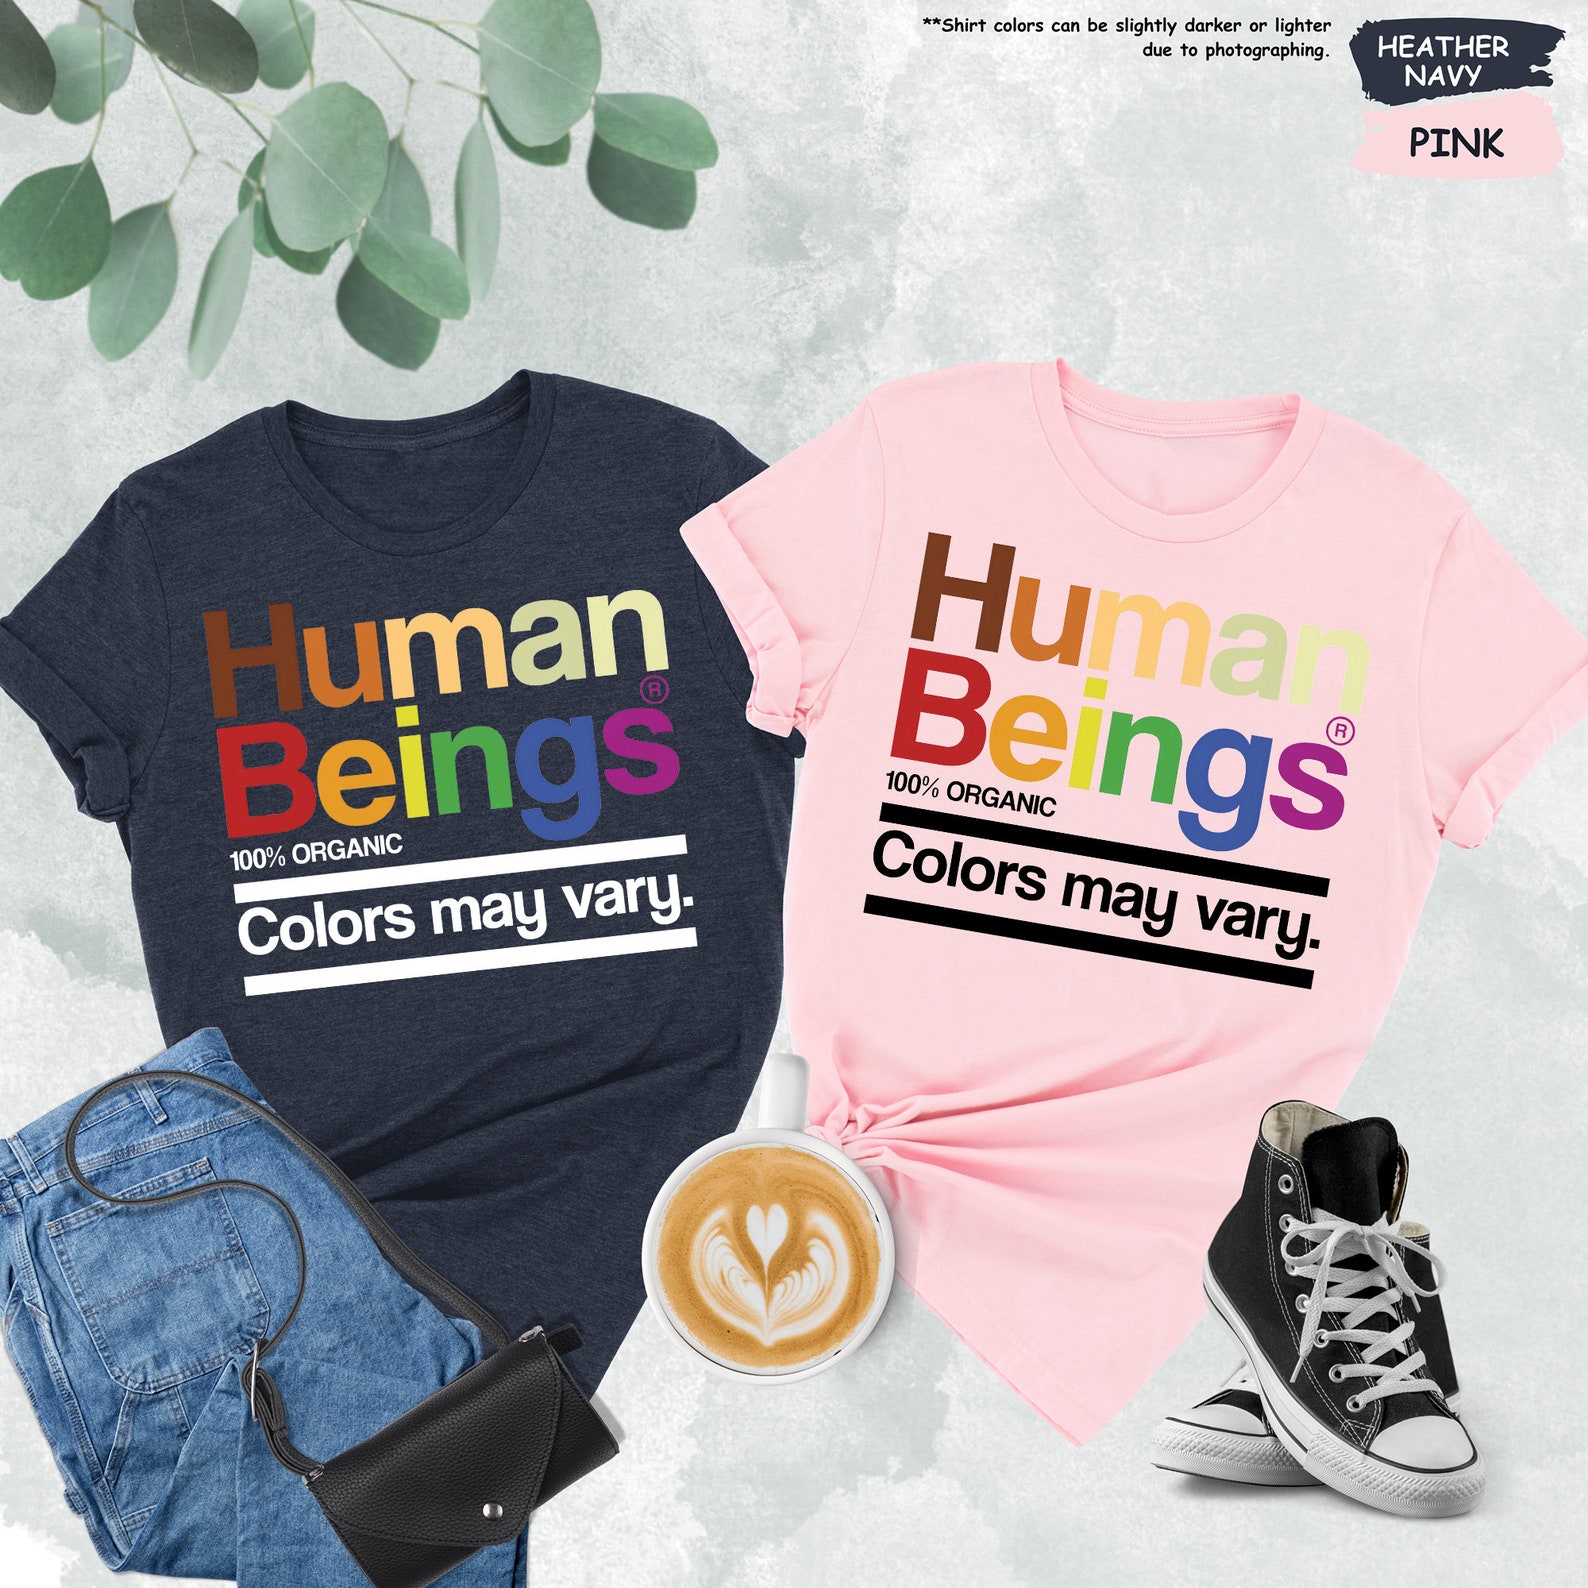 **Shirt colors can be slightly darker or lighter
due to photographing.
HEATHER
NAVY
PINK
Human
Beings®
100% ORGANIC
Colors may vary.
Human
Beings®
100% ORGANIC
Colors may vary.